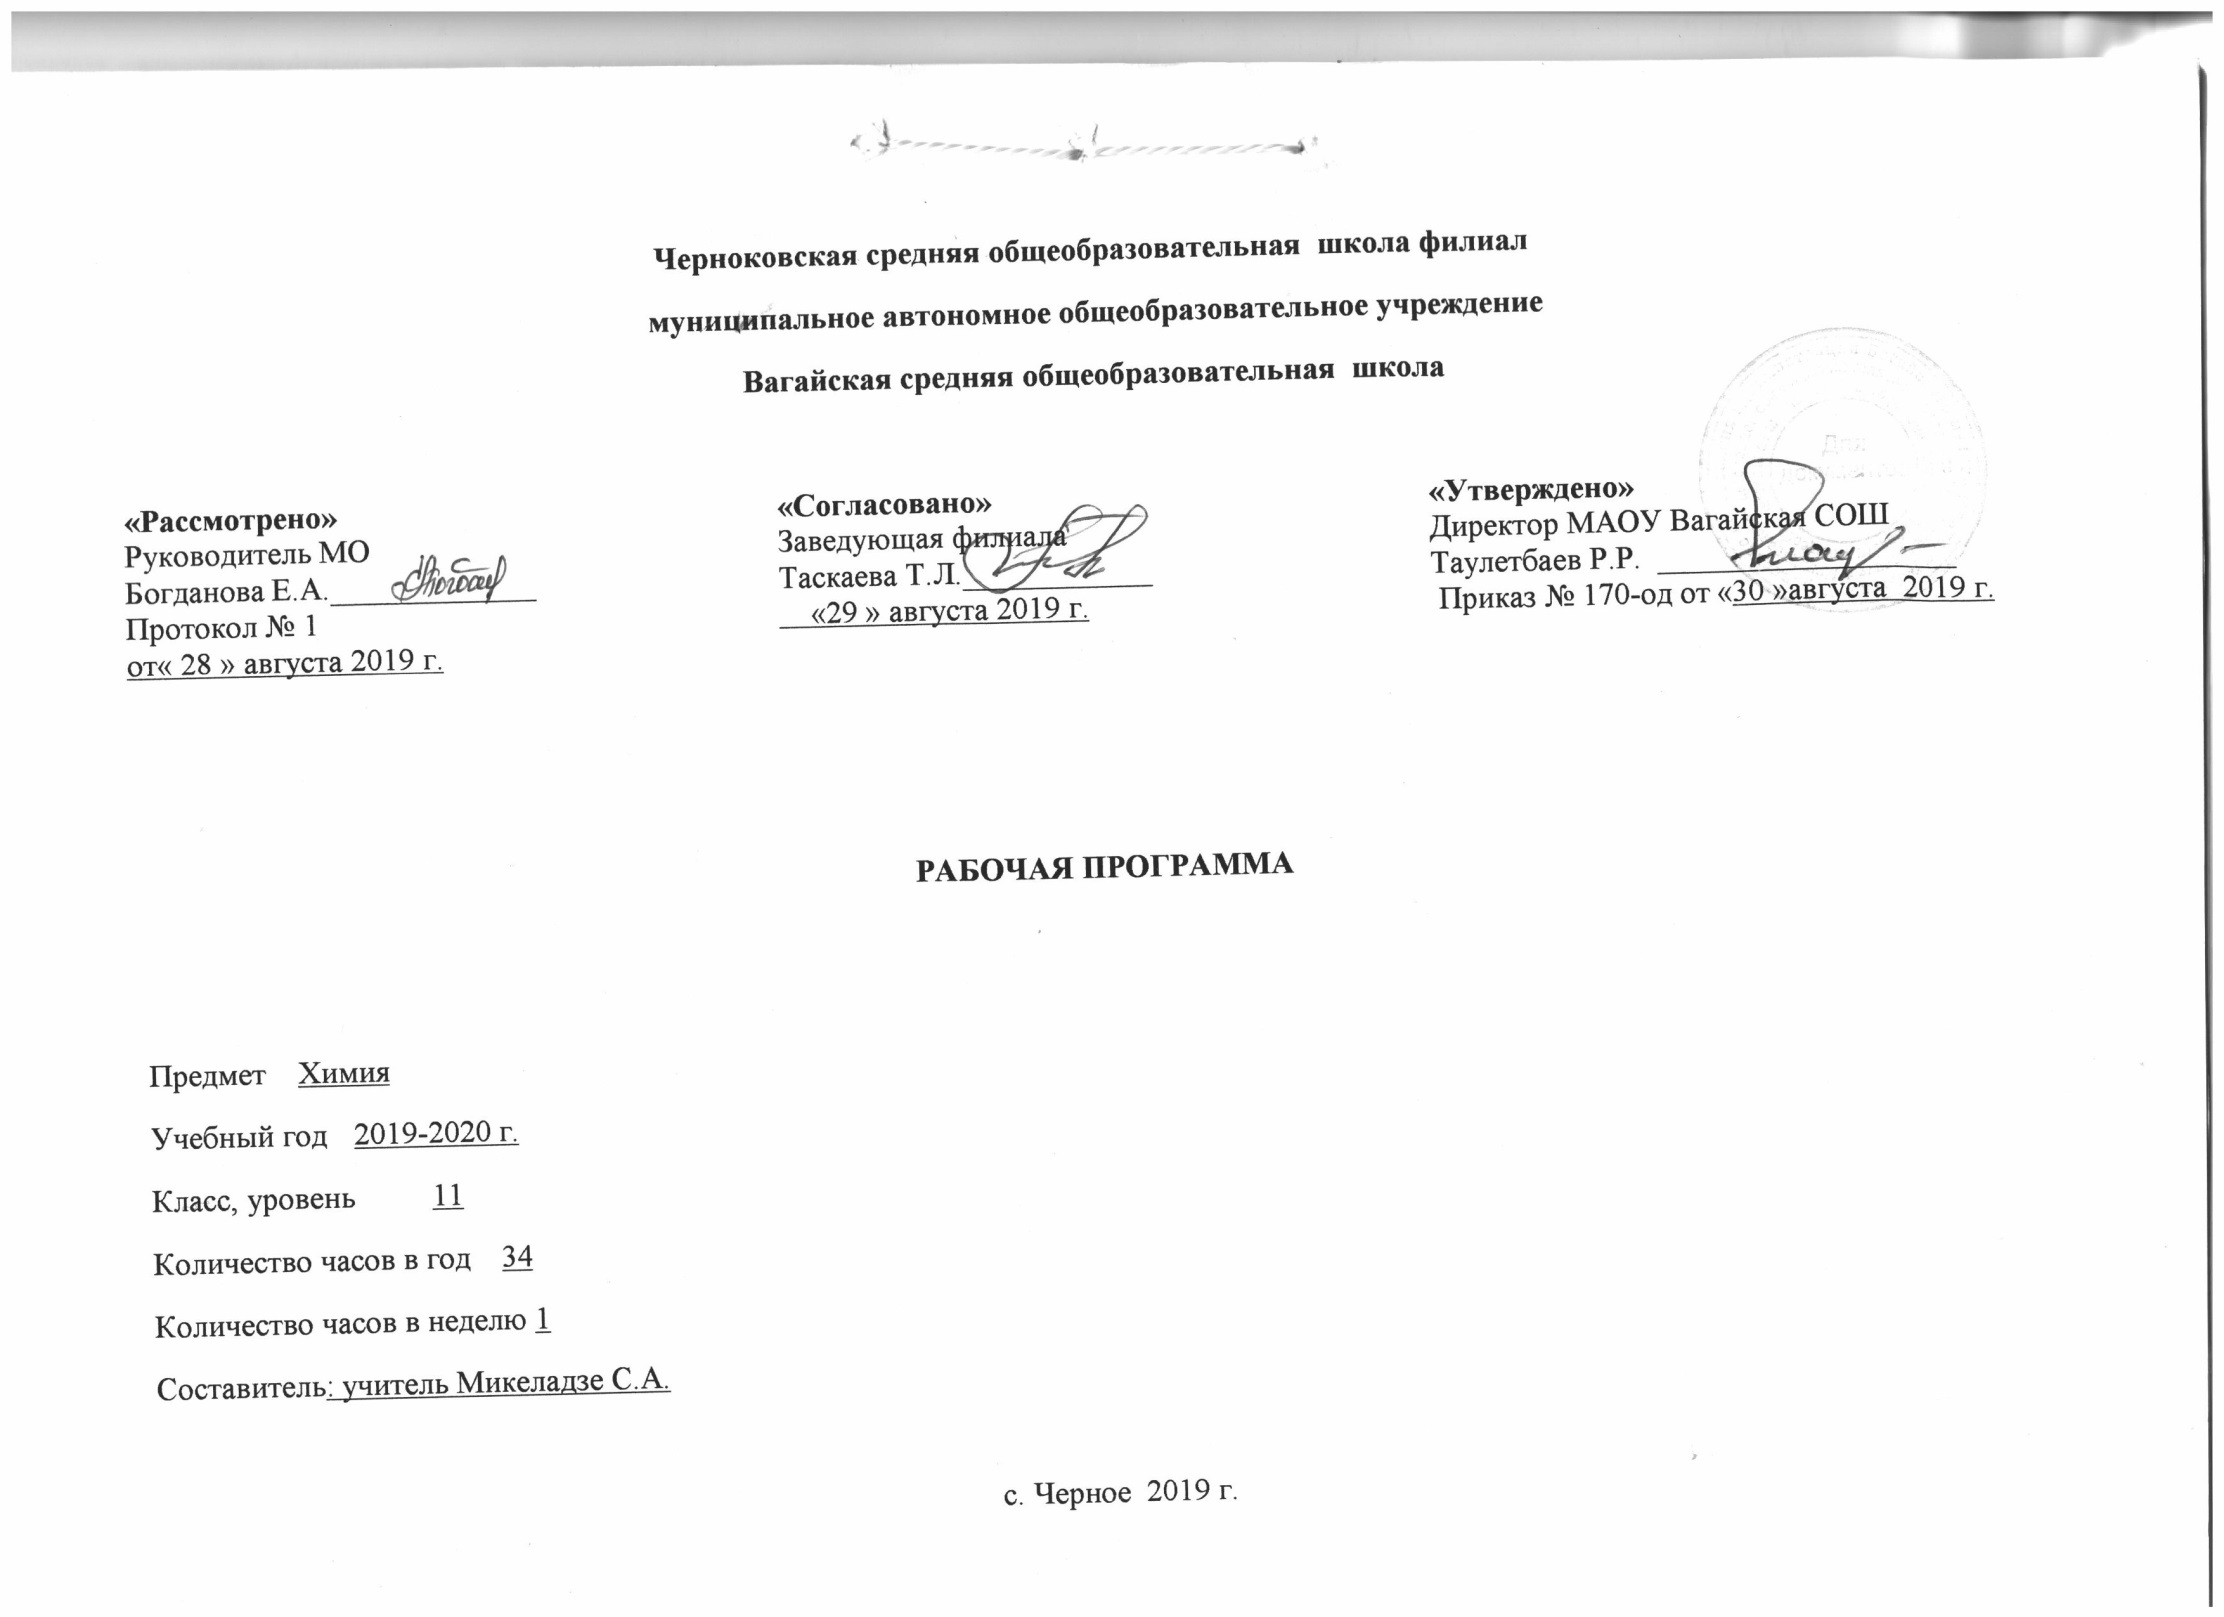 Черноковская средняя общеобразовательная школа филиал
муниципальное автономное общеобразовательное учреждение
Вагайская средняя общеобразовательная школа
«Рассмотрено»
Руководитель МО
Богданова Е.А.
Протокол № 1
от« 28 » августа 2019 г.
«Согласовано»
Заведующая филиала
Таскаева Т.Л.
«29 » августа 2019 г.
«Утверждено»
Директор МАОУ Вагайская СОШ
Таулетбаев Р.Р.
Приказ № 170-од от «30 »августа 2019 г.
Для
РАБОЧАЯ ПРОГРАММА
Предмет Химия
Учебный год 2019-2020 г.
Класс, уровень 11
Количество часов в год 34
Количество часов в неделю 1
Составитель: учитель Микеладзе С.А.
с. Черное 2019 г.